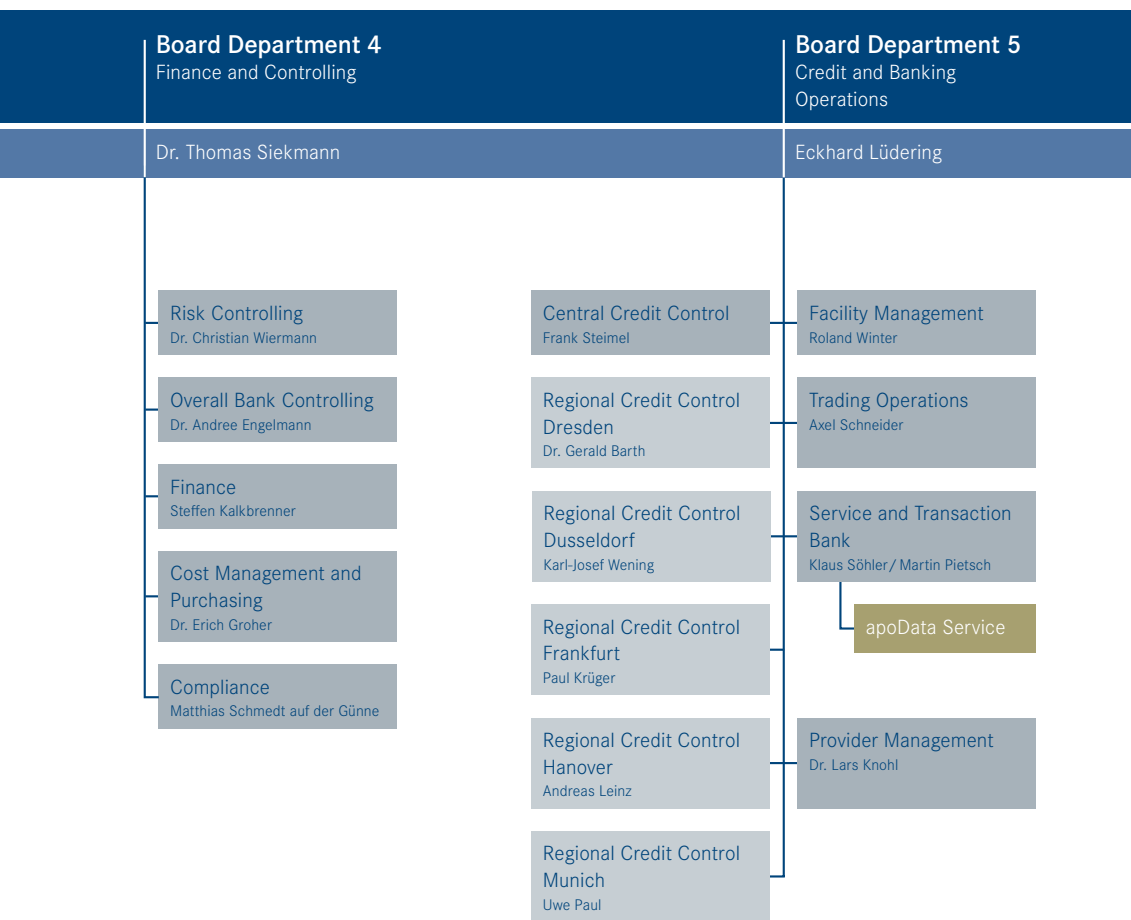 Board Department 4
Finance and Controlling
Dr. Thomas Siekmann
Risk Controlling
Dr. Christian Wiermann
Overall Bank Controlling
Dr. Andree Engelmann
Finance
Steffen Kalkbrenner
Cost Management and
Purchasing
Dr. Erich Groher
Compliance
Matthias Schmedt auf der Günne
Board Department 5
Credit and Banking
Operations
Eckhard Lüdering
Central Credit Control
Frank Steimel
Regional Credit Control
Dresden
Dr. Gerald Barth
Regional Credit Control
Dusseldorf
Karl-Josef Wening
Regional Credit Control
Frankfurt
Paul Krüger
Regional Credit Control
Hanover
Andreas Leinz
Regional Credit Control
Munich
Uwe Paul
Facility Management
Roland Winter
Trading Operations
Axel Schneider
Service and Transaction
Bank
Klaus Söhler/ Martin Pietsch
apoData Service
Provider Management
Dr. Lars Knohl